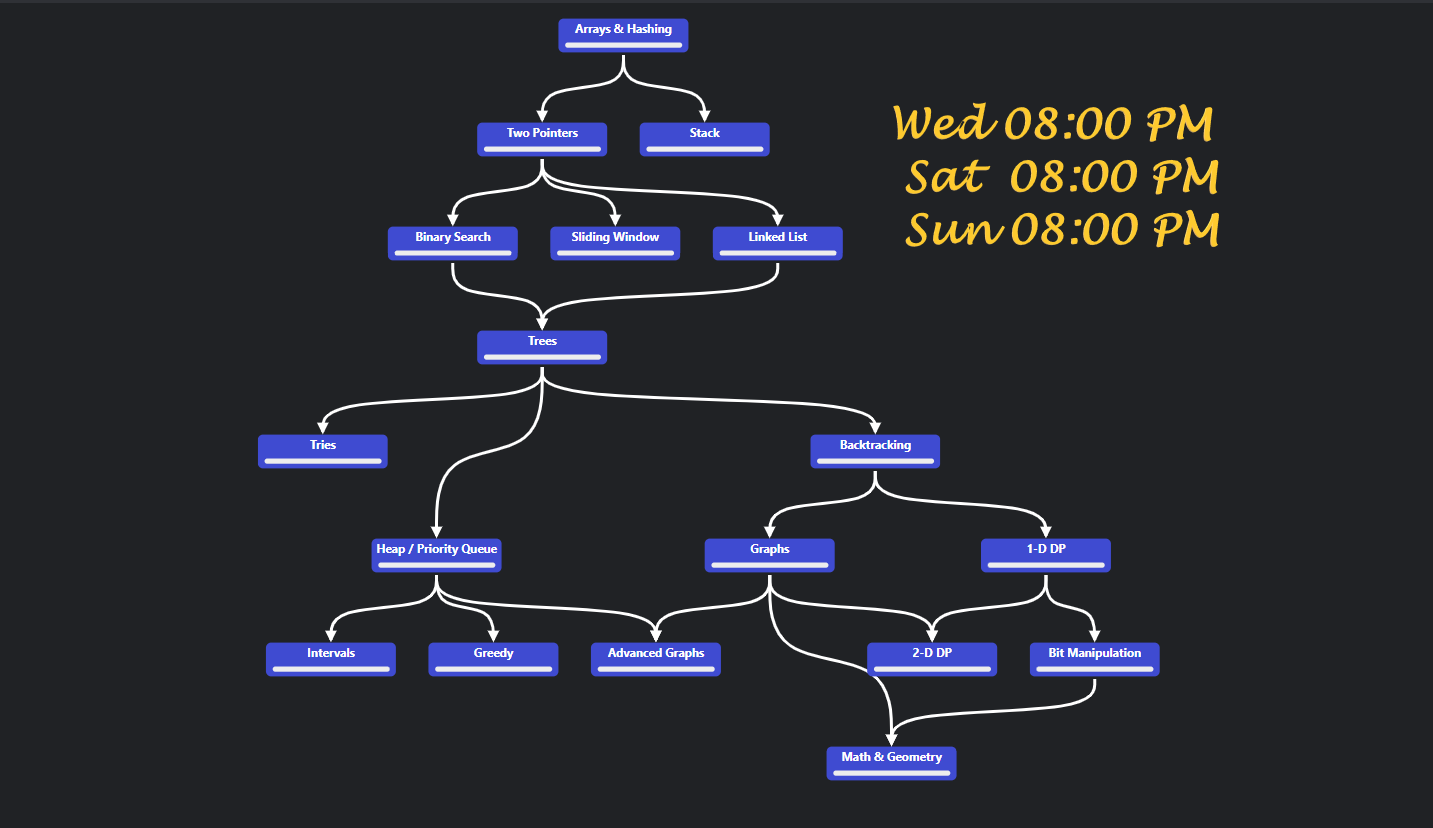 Arrays & Hashing
Two Pointers
Stack
Wed 08:00 PM
Sat 08:00 PM
Sun 08:00 PM
Binary Search
Sliding Window
Linked List
Trees
Tries
Backtracking
Heap / Priority Queue
Graphs
1-D DP
Intervals
Greedy
Advanced Graphs
2-D DP
Bit Manipulation
Math & Geometry